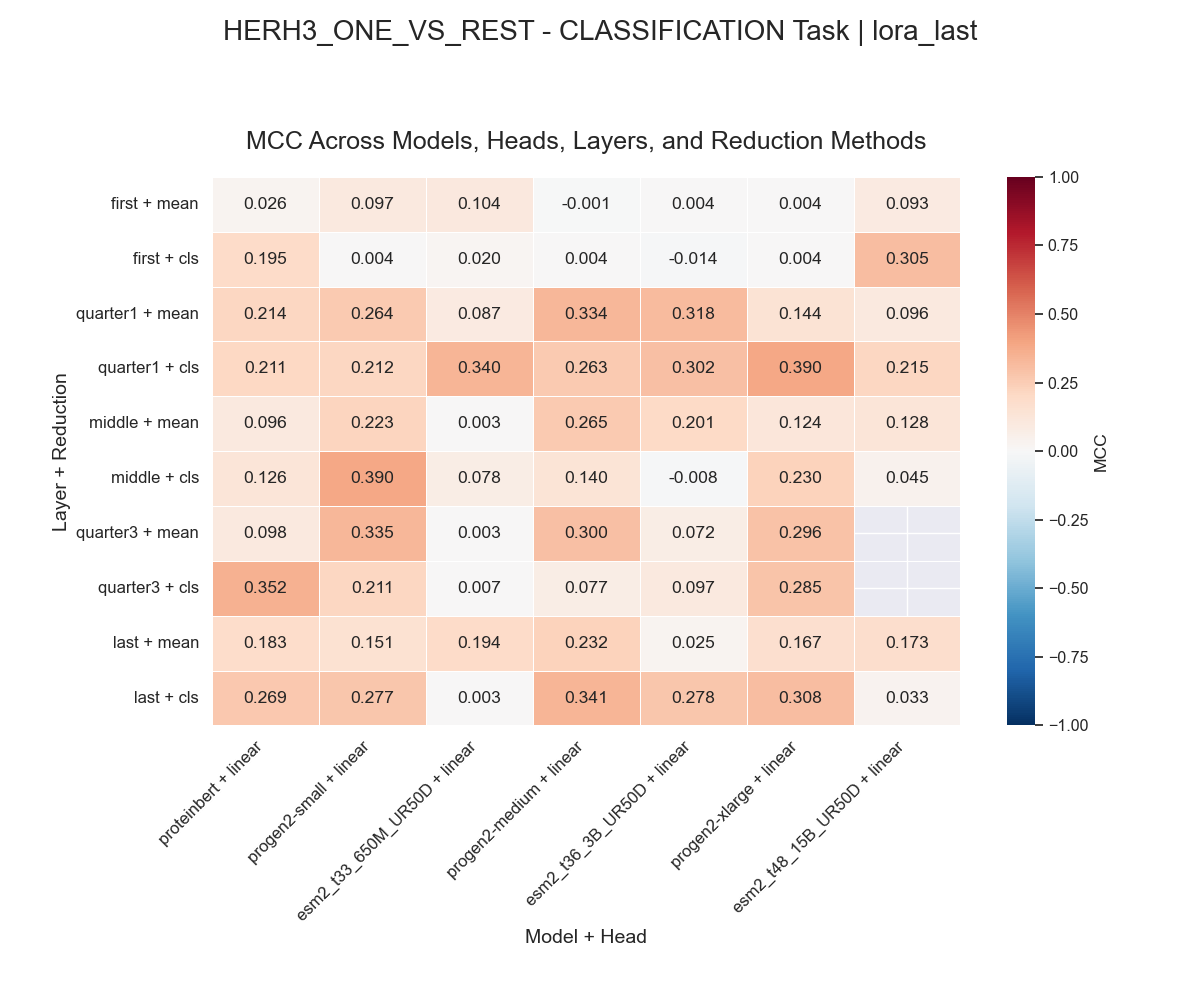 HERH3_ONE_VS_REST - CLASSIFICATION Task | lora_last
MCC Across Models, Heads, Layers, and Reduction Methods
Layer + Reduction
first + mean 0.026 0.097 0.104 -0.001 0.004 0.004 0.093
first + cls 0.195 0.004 0.020 0.004 -0.014 0.004 0.305
quarter1 + mean 0.214 0.264 0.087 0.334 0.318 0.144 0.096
quarter1 + cls 0.211 0.212 0.340 0.263 0.302 0.390 0.215
middle + mean 0.096 0.223 0.003 0.265 0.201 0.124 0.128
middle + cls 0.126 0.390 0.078 0.140 -0.008 0.230 0.045
quarter3 + mean 0.098 0.335 0.003 0.300 0.072 0.296
quarter3 + cls 0.352 0.211 0.007 0.077 0.097 0.285
last + mean 0.183 0.151 0.194 0.232 0.025 0.167 0.173
last + cls 0.269 0.277 0.003 0.341 0.278 0.308 0.033
proteinbert + linear
progen2-small + linear
esm2_t33_650M_UR50D + linear
progen2-medium + linear
esm2_t36_3B_UR50D + linear
progen2-xlarge + linear
esm2_t48_15B_UR50D + linear
Model + Head
1.00
0.75
0.50
0.25
0.00
−0.25
−0.50
−0.75
−1.00
MCC